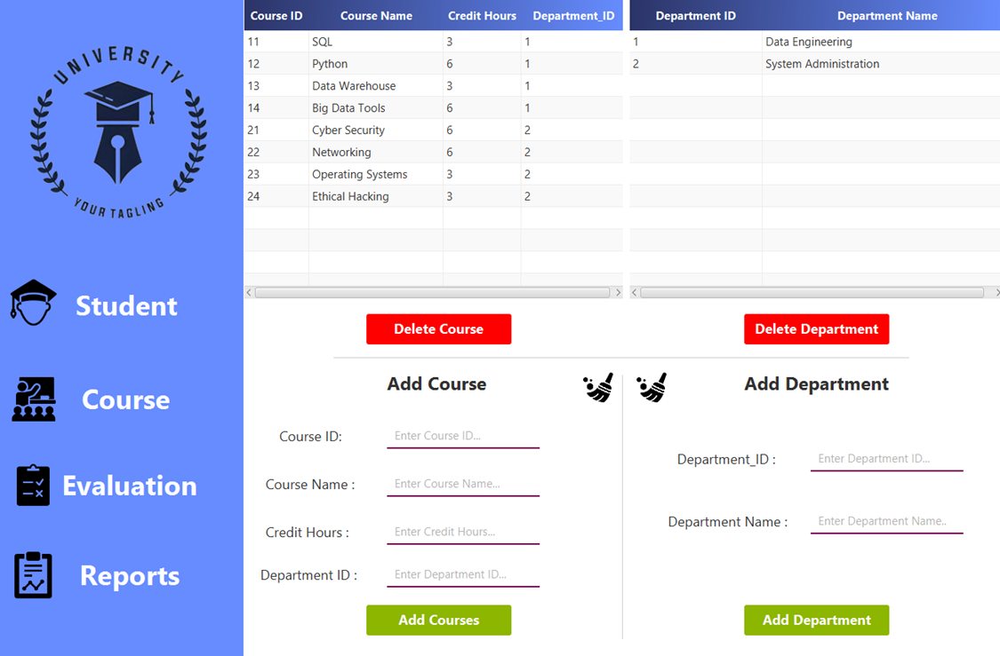 UNIVERSITY
YOUR TAGLING
Student
Course
Evaluation
Reports
Course ID Course Name Credit Hours Department_ID
11 SQL 3 1
12 Python 6 1
13 Data Warehouse 3 1
14 Big Data Tools 6 1
21 Cyber Security 6 2
22 Networking 6 2
23 Operating Systems 3 2
24 Ethical Hacking 3 2
Department ID Department Name
1 Data Engineering
2 System Administration
Delete Course
Delete Department
Add Course
Course ID: Enter Course ID...
Course Name : Enter Course Name...
Credit Hours : Enter Credit Hours...
Department ID : Enter Department ID...
Add Courses
Add Department
Department_ID : Enter Department ID...
Department Name : Enter Department Name..
Add Department